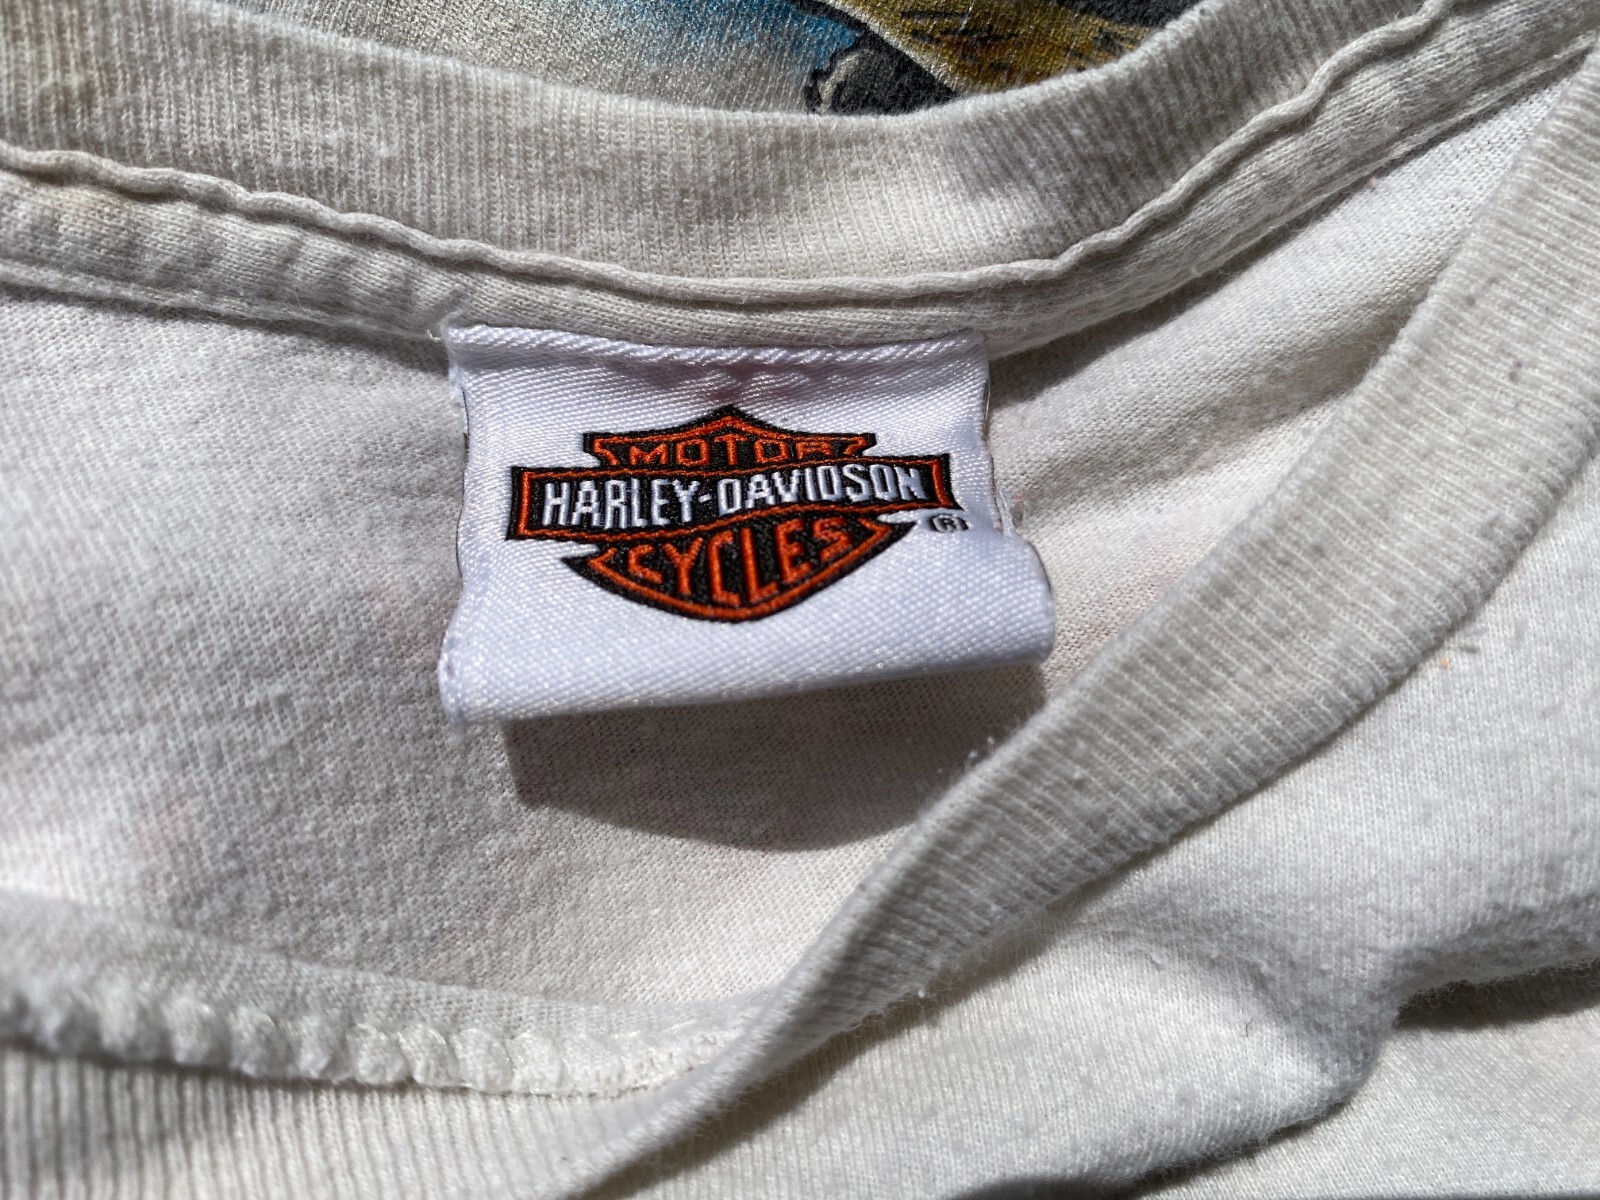 MOTOR
HARLEY-DAVIDSON
®
CYCLES